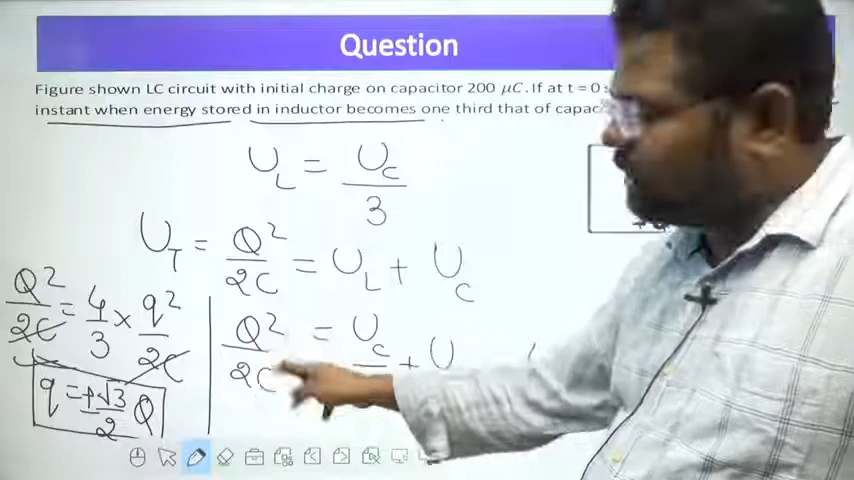 Question
Figure shown LC circuit with initial charge on capacitor 200 μC. If at t = 0
instant when energy stored in inductor becomes one third that of capac
U_L = U_C / 3
U_T = Q² / 2C = U_L + U_C
Q² / 2C = U_C + U
Q² / 2C = 4 / 3 × q² / 2C
q = ±√3 / 2 Q